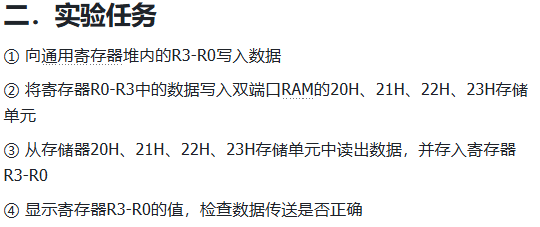 二．实验任务
① 向通用寄存器堆内的R3-R0写入数据
② 将寄存器R0-R3中的数据写入双端口RAM的20H、21H、22H、23H存储
单元
③ 从存储器20H、21H、22H、23H存储单元中读出数据，并存入寄存器
R3-R0
④ 显示寄存器R3-R0的值，检查数据传送是否正确